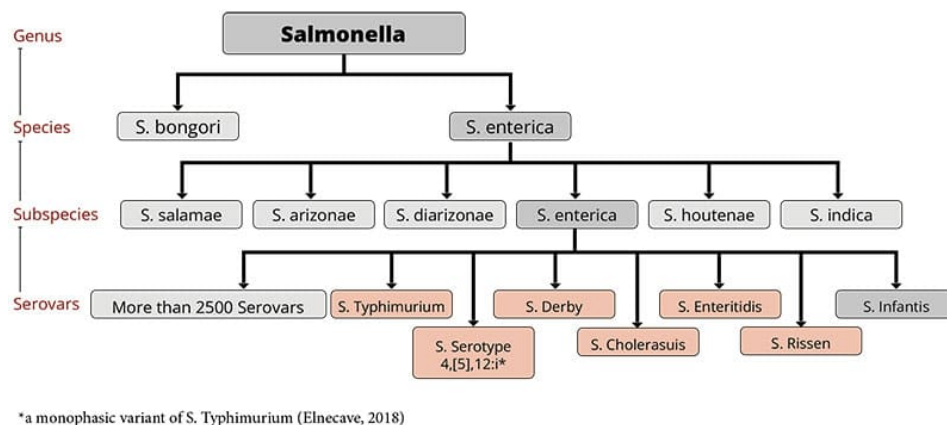 Genus
Salmonella
Species
S. bongori
S. enterica
Subspecies
S. salamae
S. arizonae
S. diarizonae
S. enterica
S. houtenae
S. indica
Serovars
More than 2500 Serovars
S. Typhimurium
S. Derby
S. Enteritidis
S. Infantis
S. Serotype
4,[5],12:i*
S. Cholerasuis
S. Rissen
*a monophasic variant of S. Typhimurium (Elnecave, 2018)